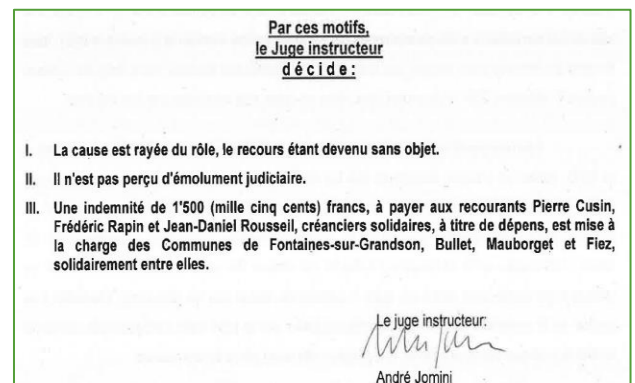 Par ces motifs,
le Juge instructeur
d é c i d e :
I. La cause est rayée du rôle, le recours étant devenu sans objet.
II. Il n'est pas perçu d'émolument judiciaire.
III. Une indemnité de 1'500 (mille cinq cents) francs, à payer aux recourants Pierre Cusin,
Frédéric Rapin et Jean-Daniel Rousseil, créanciers solidaires, à titre de dépens, est mise à
la charge des Communes de Fontaines-sur-Grandson, Bullet, Mauborget et Fiez,
solidairement entre elles.
Le juge instructeur:
André Jomini